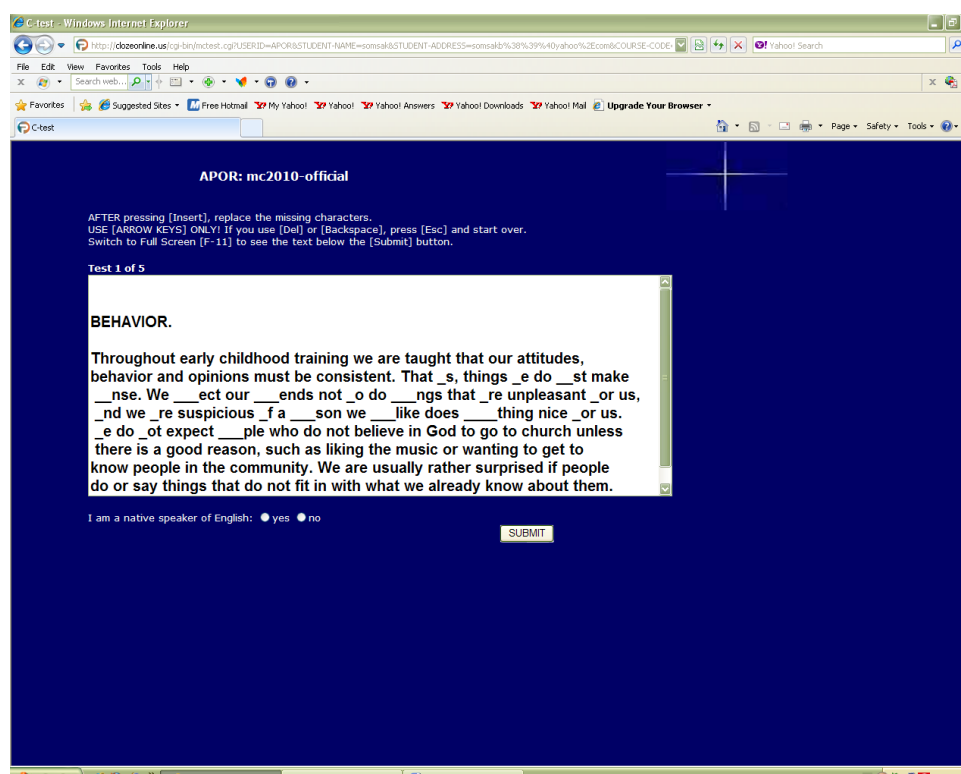 C-test - Windows Internet Explorer
http://clozeonline.us/cgi-bin/mctest.cgi?USERID=APOR&STUDENT-NAME=somsak&STUDENT-ADDRESS=somsakb%38%39%40yahoo%2Ecom&COURSE-CODE- Yahoo! Search
File Edit View Favorites Tools Help
x Search web...
Favorites Suggested Sites Free Hotmail My Yahoo! Yahoo! Yahoo! Answers Yahoo! Downloads Yahoo! Mail Upgrade Your Browser
C-test Page Safety Tools
APOR: mc2010-official
AFTER pressing [Insert], replace the missing characters.
USE [ARROW KEYS] ONLY! If you use [Del] or [Backspace], press [Esc] and start over.
Switch to Full Screen [F-11] to see the text below the [Submit] button.
Test 1 of 5
BEHAVIOR.
Throughout early childhood training we are taught that our attitudes,
behavior and opinions must be consistent. That _s, things _e do __st make
__nse. We ___ect our ___ends not _o do ___ngs that _re unpleasant _or us,
_nd we _re suspicious _f a ___son we ___like does ____thing nice _or us.
_e do _ot expect ___ple who do not believe in God to go to church unless
there is a good reason, such as liking the music or wanting to get to
know people in the community. We are usually rather surprised if people
do or say things that do not fit in with what we already know about them.
I am a native speaker of English: yes no
SUBMIT